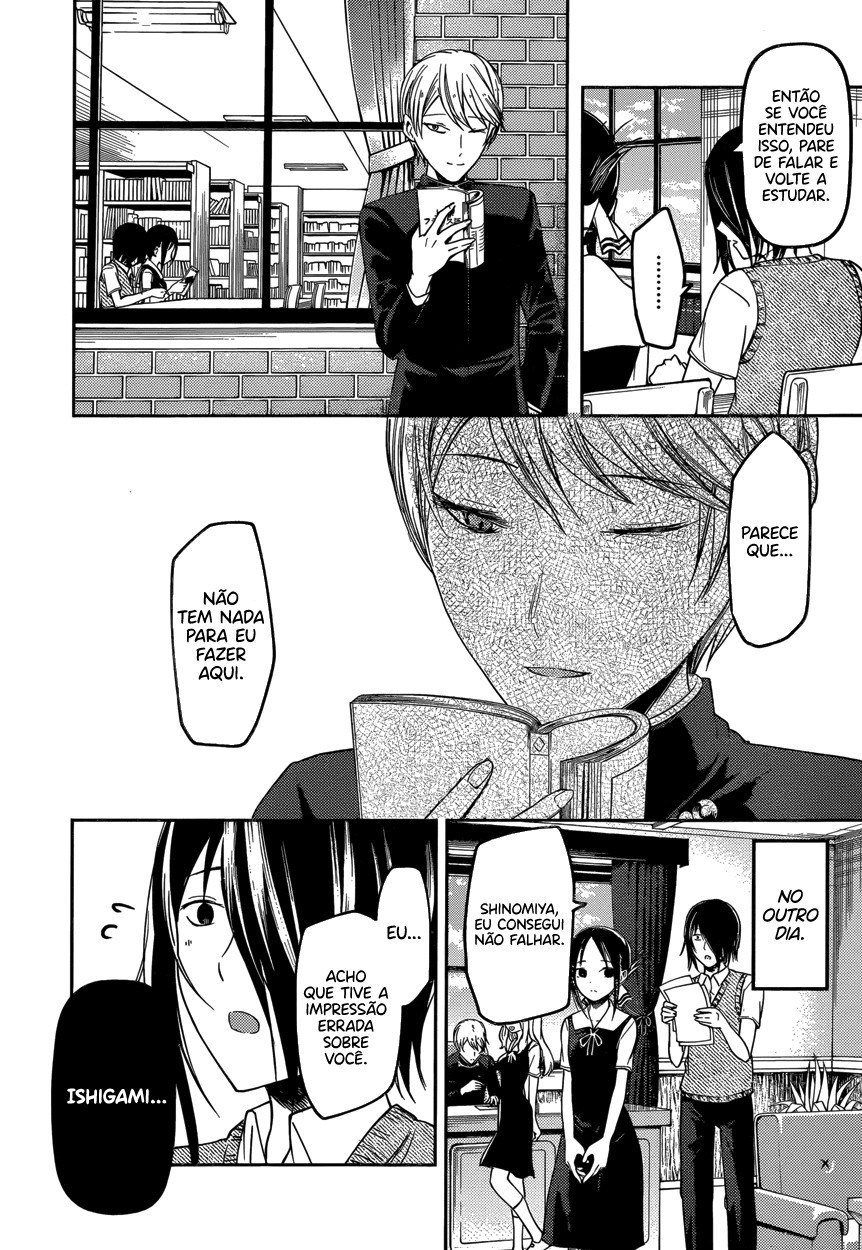 ENTÃO
SE VOCÊ
ENTENDEU
ISSO, PARE
DE FALAR E
VOLTE A
ESTUDAR.
.........
PARECE
QUE...
NÃO
TEM NADA
PARA EU
FAZER
AQUI.
NO
OUTRO
DIA.
SHINOMIYA,
EU CONSEGUI
NÃO FALHAR.
EU...
ACHO
QUE TIVE A
IMPRESSÃO
ERRADA
SOBRE
VOCÊ.
ISHIGAMI...